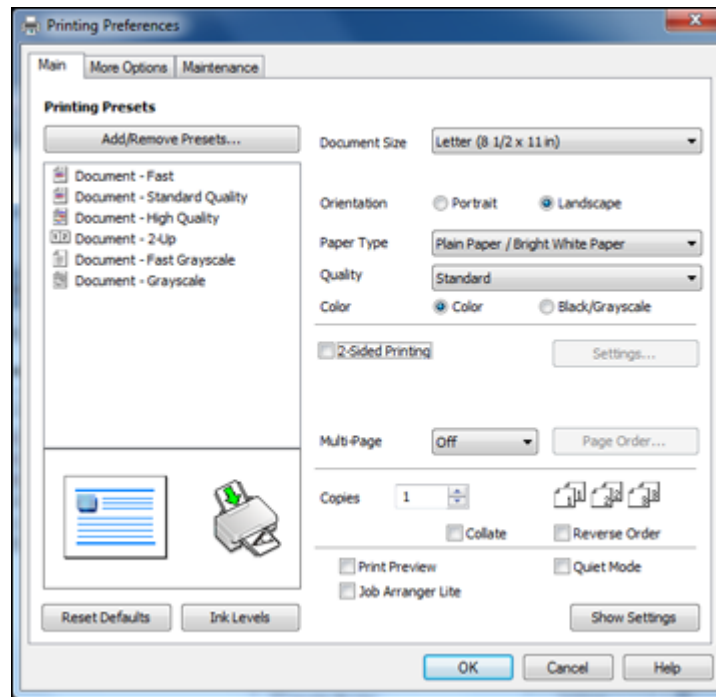 Printing Preferences
Main More Options Maintenance
Printing Presets
Add/Remove Presets...
Document - Fast
Document - Standard Quality
Document - High Quality
Document - 2-Up
Document - Fast Grayscale
Document - Grayscale
Reset Defaults Ink Levels
Document Size Letter (8 1/2 x 11 in)
Orientation Portrait Landscape
Paper Type Plain Paper / Bright White Paper
Quality Standard
Color Color Black/Grayscale
2-Sided Printing Settings...
Multi-Page Off Page Order...
Copies 1
Collate Reverse Order
Print Preview Quiet Mode
Job Arranger Lite
Show Settings
OK Cancel Help